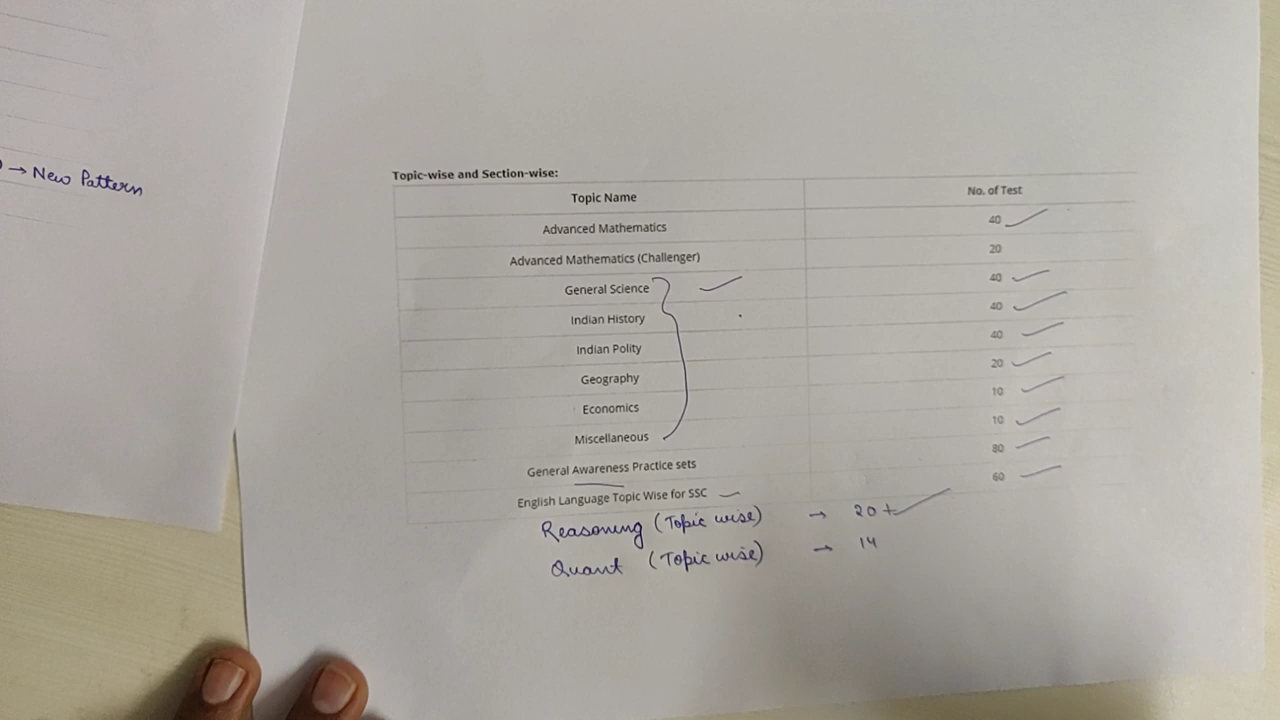 → New Pattern
Topic-wise and Section-wise:
Topic Name No. of Test
Advanced Mathematics 40
Advanced Mathematics (Challenger) 20
General Science 40
Indian History 40
Indian Polity 40
Geography 20
Economics 10
Miscellaneous 10
General Awareness Practice sets 80
English Language Topic Wise for SSC 60
Reasoning (Topic wise) → 20+
Quant (Topic wise) → 14